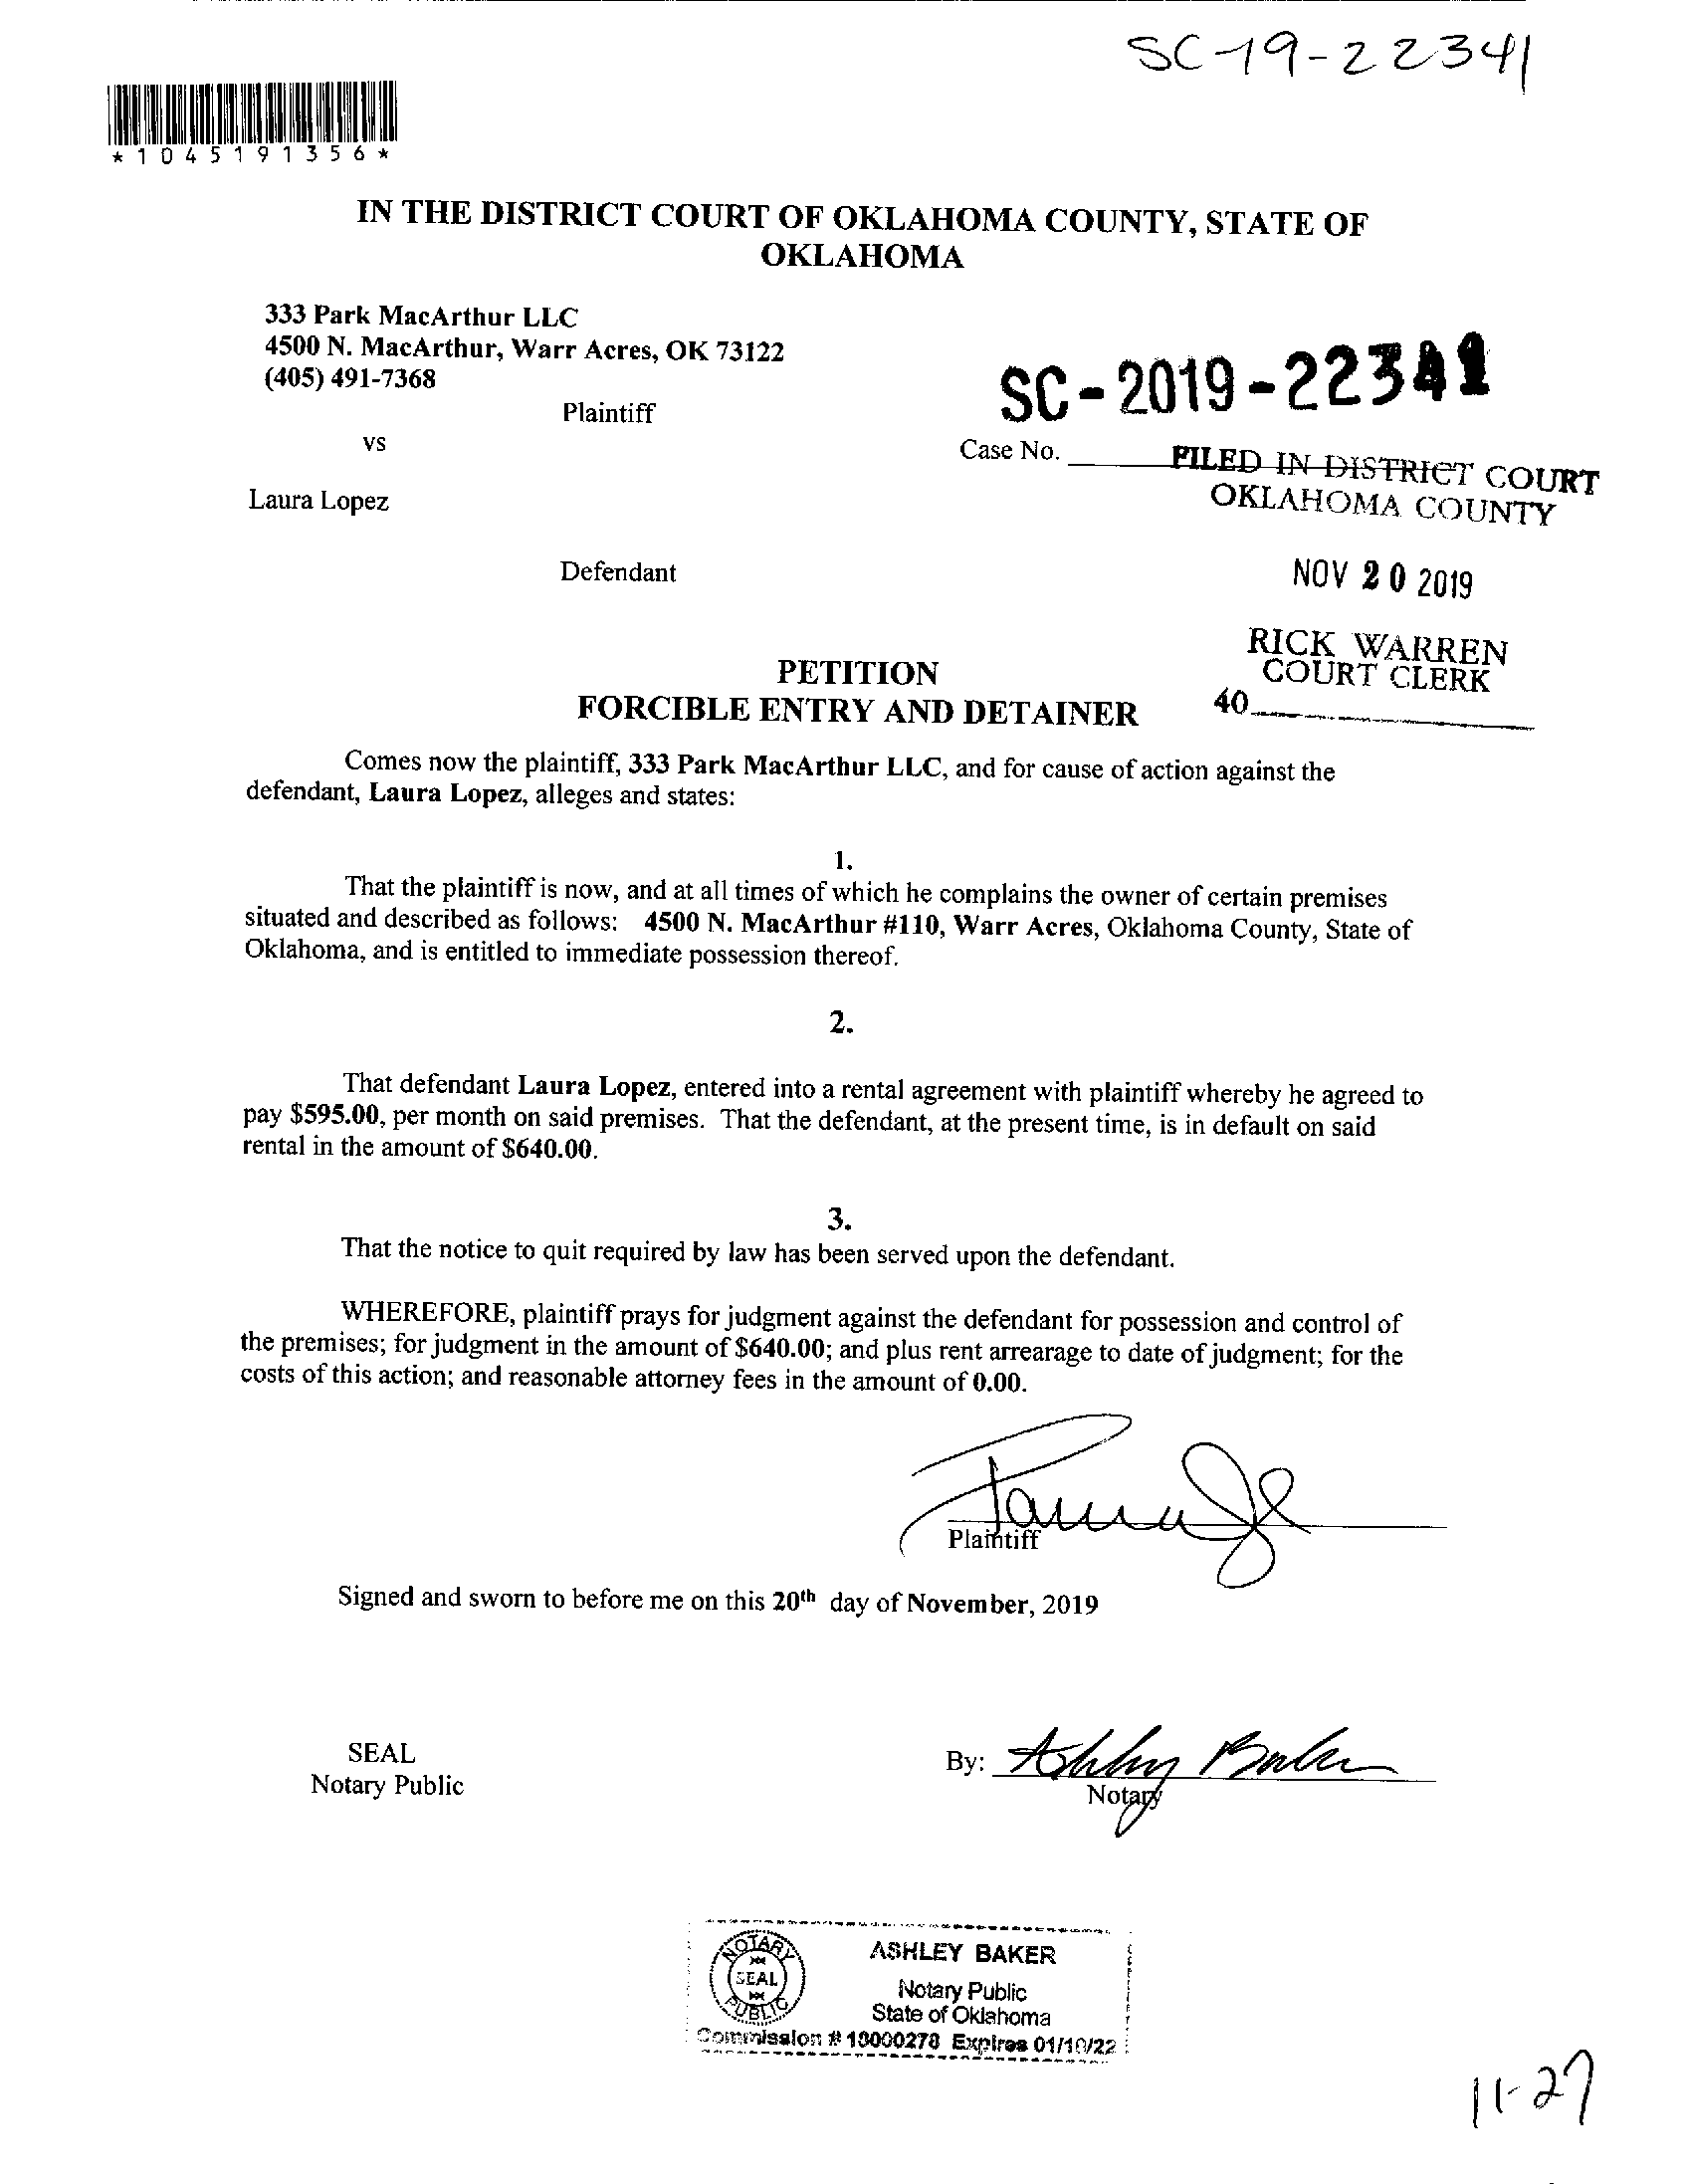 SC-19-22341
*1045191356*
IN THE DISTRICT COURT OF OKLAHOMA COUNTY, STATE OF
OKLAHOMA
333 Park MacArthur LLC
4500 N. MacArthur, Warr Acres, OK 73122
(405) 491-7368
Plaintiff
vs
SC-2019-22341
Case No.
FILED IN DISTRICT COURT
OKLAHOMA COUNTY
Laura Lopez
Defendant
NOV 20 2019
RICK WARREN
COURT CLERK
40
PETITION
FORCIBLE ENTRY AND DETAINER
Comes now the plaintiff, 333 Park MacArthur LLC, and for cause of action against the
defendant, Laura Lopez, alleges and states:
1.
That the plaintiff is now, and at all times of which he complains the owner of certain premises
situated and described as follows: 4500 N. MacArthur #110, Warr Acres, Oklahoma County, State of
Oklahoma, and is entitled to immediate possession thereof.
2.
That defendant Laura Lopez, entered into a rental agreement with plaintiff whereby he agreed to
pay $595.00, per month on said premises. That the defendant, at the present time, is in default on said
rental in the amount of $640.00.
3.
That the notice to quit required by law has been served upon the defendant.
WHEREFORE, plaintiff prays for judgment against the defendant for possession and control of
the premises; for judgment in the amount of $640.00; and plus rent arrearage to date of judgment; for the
costs of this action; and reasonable attorney fees in the amount of 0.00.
Plaintiff
Signed and sworn to before me on this 20th day of November, 2019
SEAL
Notary Public
By: Ashley Baker
Notary
NOTARY
SEAL
PUBLIC
ASHLEY BAKER
Notary Public
State of Oklahoma
Commission # Expires 01/10/22
11-27